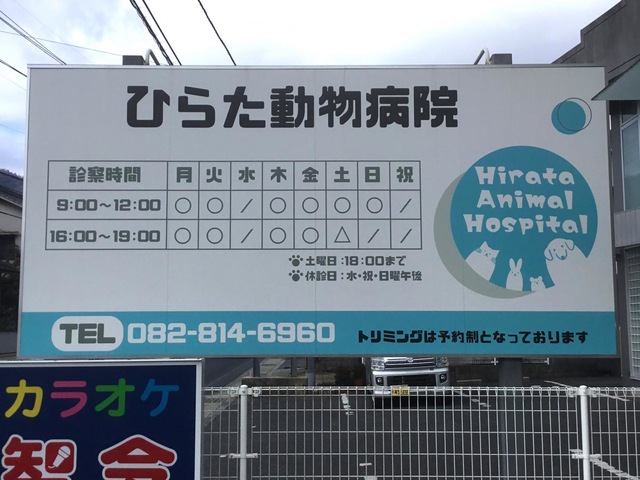 ひらた動物病院
診察時間 月 火 水 木 金 土 日 祝
9:00～12:00 ○ ○ / ○ ○ ○ ○ /
16:00～19:00 ○ ○ / ○ ○ △ / /
土曜日:18:00まで
休診日:水・祝・日曜午後
Hirata
Animal
Hospital
TEL 082-814-6960 トリミングは予約制となっております
カラオケ
智令